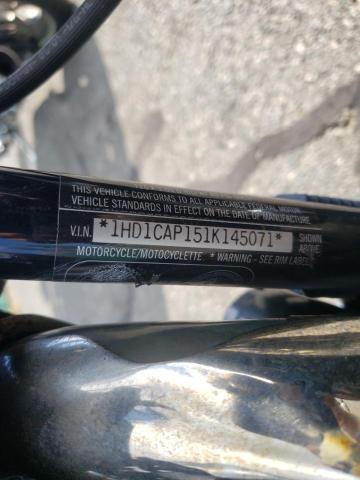 THIS VEHICLE CONFORMS TO ALL APPLICABLE FEDERAL MOTOR
VEHICLE STANDARDS IN EFFECT ON THE DATE OF MANUFACTURE
V.I.N. *1HD1CAP151K145071* SHOWN
ABOVE
MOTORCYCLE/MOTOCYCLETTE * WARNING - SEE RIM LABEL